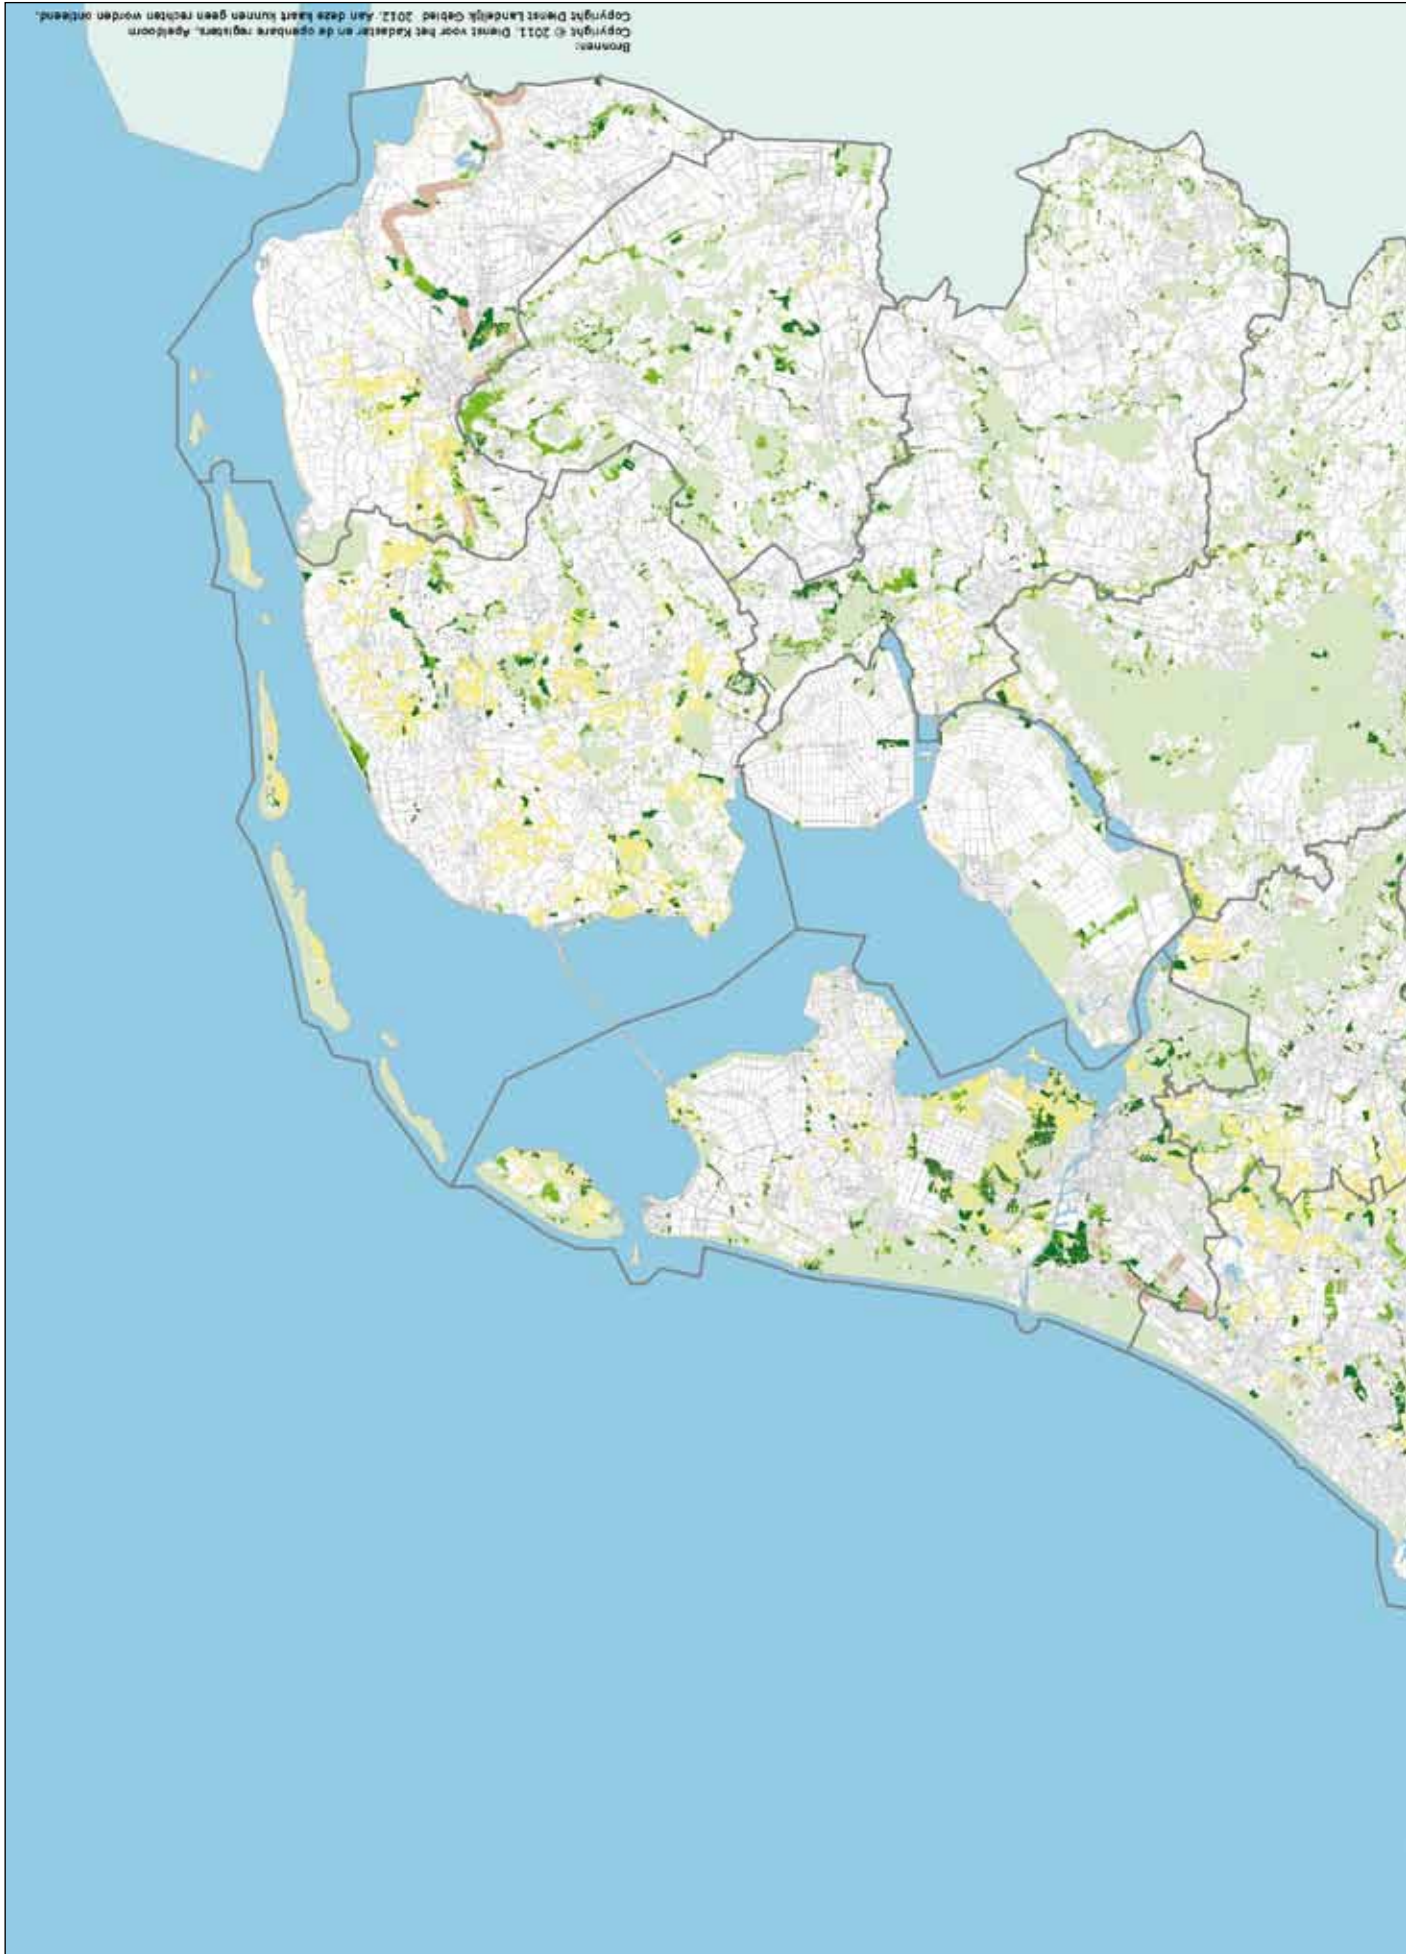 Bronnen:
Copyright © 2011, Dienst voor het Kadaster en de openbare registers, Apeldoorn
Copyright Dienst Landelijk Gebied 2012. Aan deze kaart kunnen geen rechten worden ontleend.